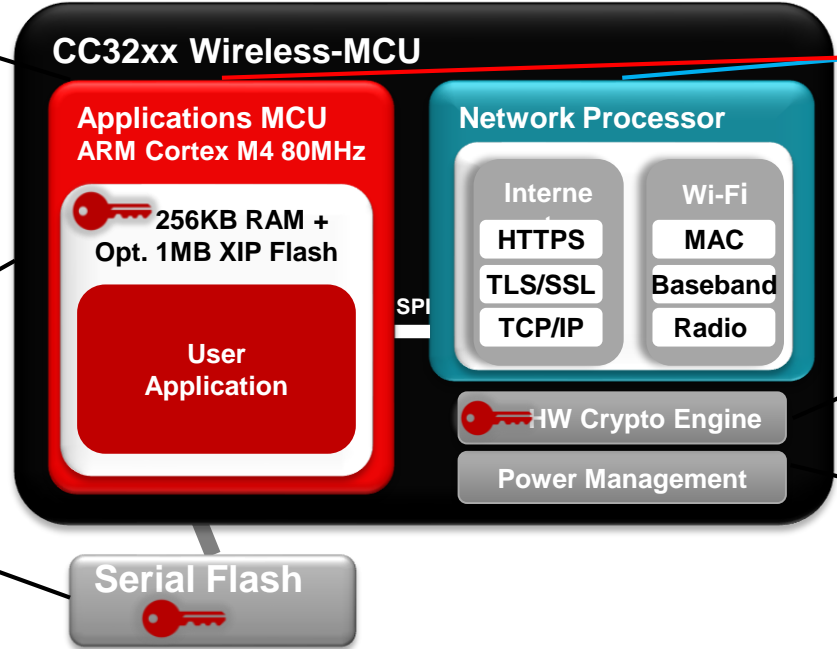 CC32xx Wireless-MCU
Applications MCU
ARM Cortex M4 80MHz
256KB RAM +
Opt. 1MB XIP Flash
User
Application
SPI
Network Processor
Interne
HTTPS
TLS/SSL
TCP/IP
Wi-Fi
MAC
Baseband
Radio
HW Crypto Engine
Power Management
Serial Flash